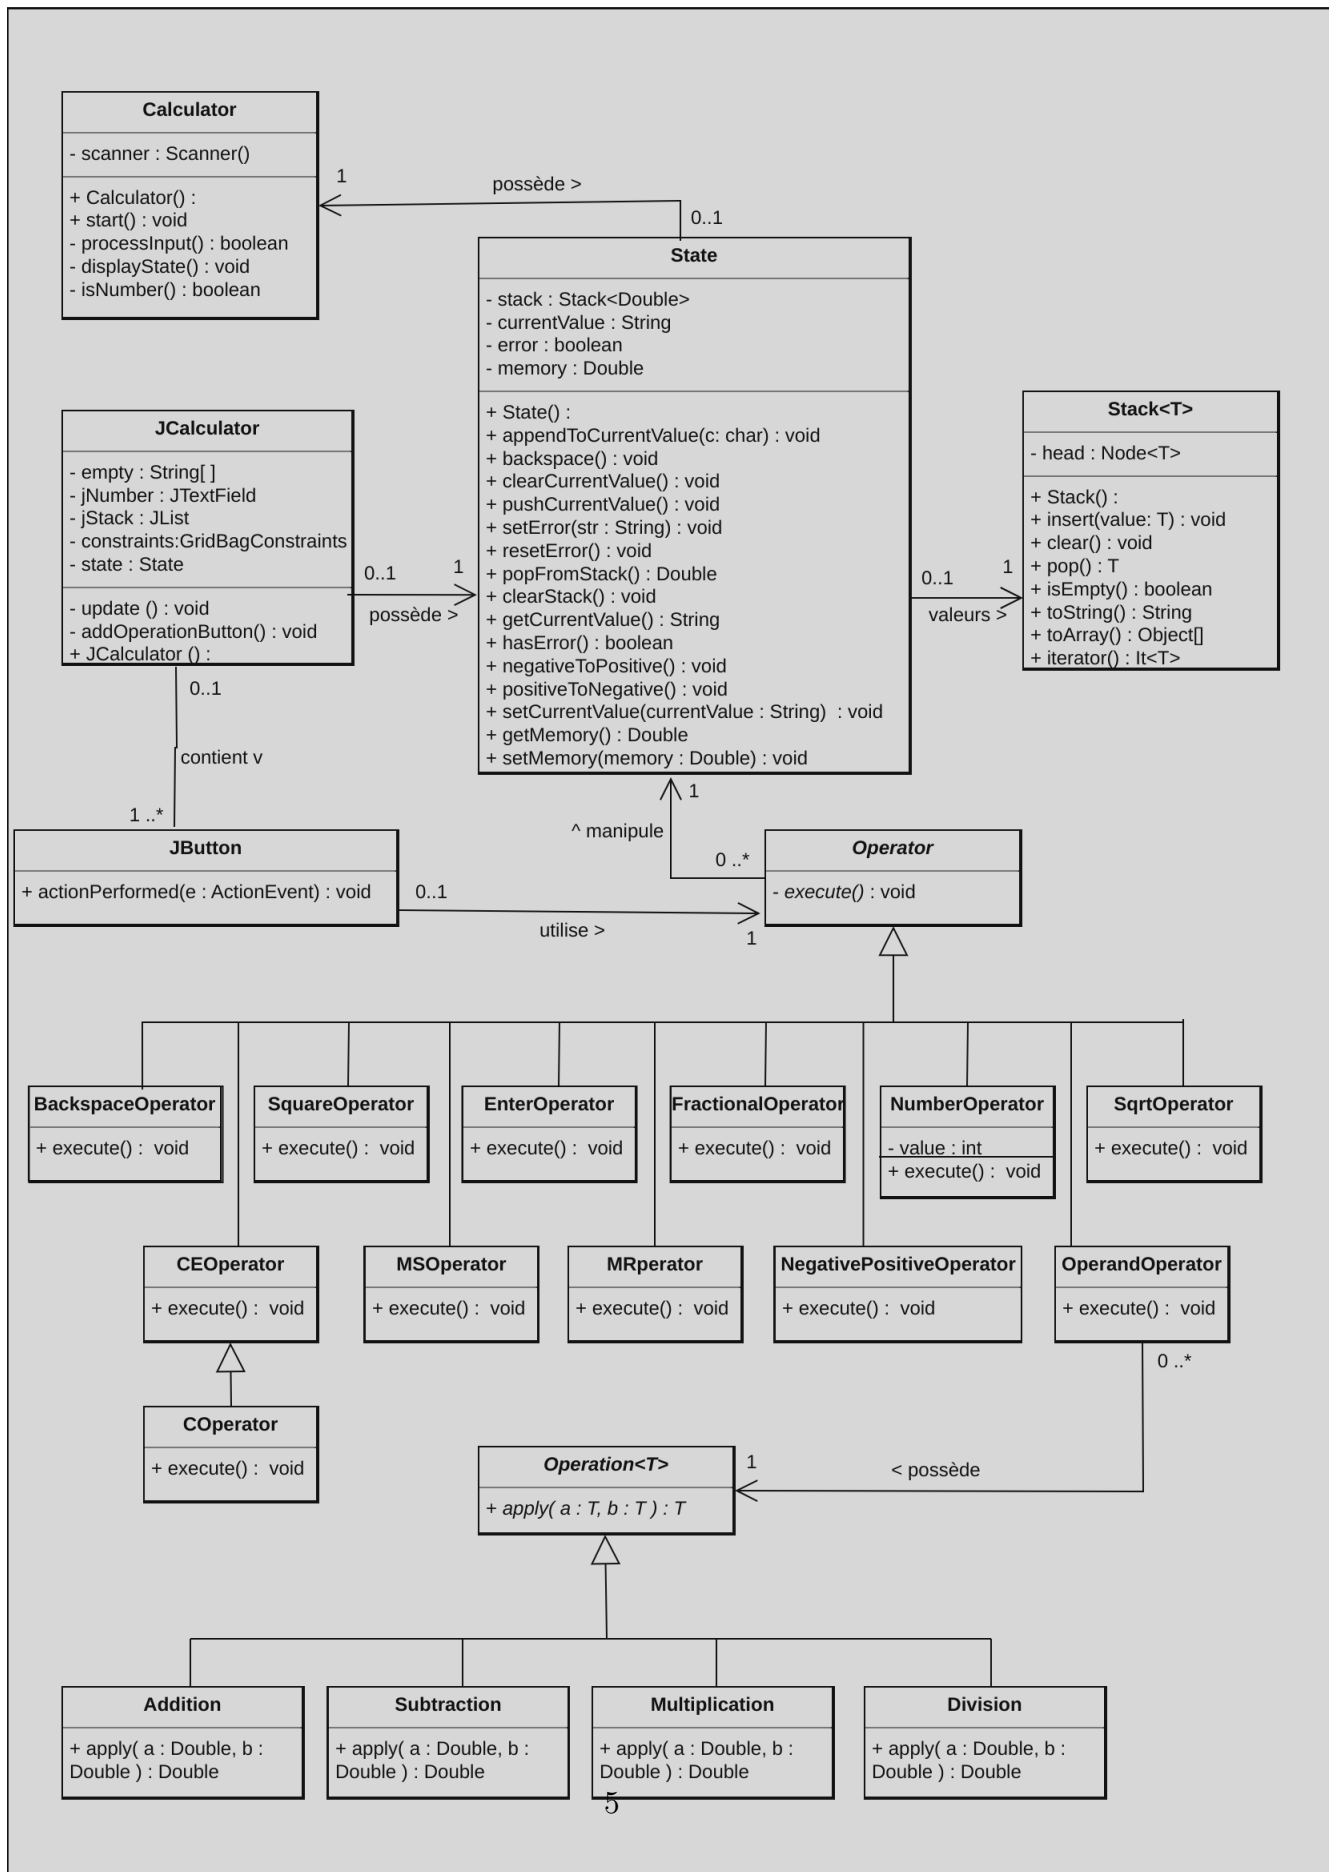 Calculator
- scanner : Scanner()
+ Calculator() :
+ start() : void
- processInput() : boolean
- displayState() : void
- isNumber() : boolean
1
possède >
0..1
State
- stack : Stack<Double>
- currentValue : String
- error : boolean
- memory : Double
+ State() :
+ appendToCurrentValue(c: char) : void
+ backspace() : void
+ clearCurrentValue() : void
+ pushCurrentValue() : void
+ setError(str : String) : void
+ resetError() : void
+ popFromStack() : Double
+ clearStack() : void
+ getCurrentValue() : String
+ hasError() : boolean
+ negativeToPositive() : void
+ positiveToNegative() : void
+ setCurrentValue(currentValue : String) : void
+ getMemory() : Double
+ setMemory(memory : Double) : void
JCalculator
- empty : String[ ]
- jNumber : JTextField
- jStack : JList
- constraints:GridBagConstraints
- state : State
- update () : void
- addOperationButton() : void
+ JCalculator () :
0..1
1
possède >
Stack<T>
- head : Node<T>
+ Stack() :
+ insert(value: T) : void
+ clear() : void
+ pop() : T
+ isEmpty() : boolean
+ toString() : String
+ toArray() : Object[]
+ iterator() : It<T>
0..1
1
valeurs >
0..1
contient v
1 ..*
JButton
+ actionPerformed(e : ActionEvent) : void
1
^ manipule
0 ..*
Operator
- execute() : void
0..1
utilise >
1
BackspaceOperator
+ execute() : void
SquareOperator
+ execute() : void
EnterOperator
+ execute() : void
FractionalOperator
+ execute() : void
NumberOperator
- value : int
+ execute() : void
SqrtOperator
+ execute() : void
CEOperator
+ execute() : void
MSOperator
+ execute() : void
MRperator
+ execute() : void
NegativePositiveOperator
+ execute() : void
OperandOperator
+ execute() : void
0 ..*
COperator
+ execute() : void
Operation<T>
+ apply( a : T, b : T ) : T
1
< possède
Addition
+ apply( a : Double, b :
Double ) : Double
Subtraction
+ apply( a : Double, b :
Double ) : Double
Multiplication
+ apply( a : Double, b :
Double ) : Double
Division
+ apply( a : Double, b :
Double ) : Double
5